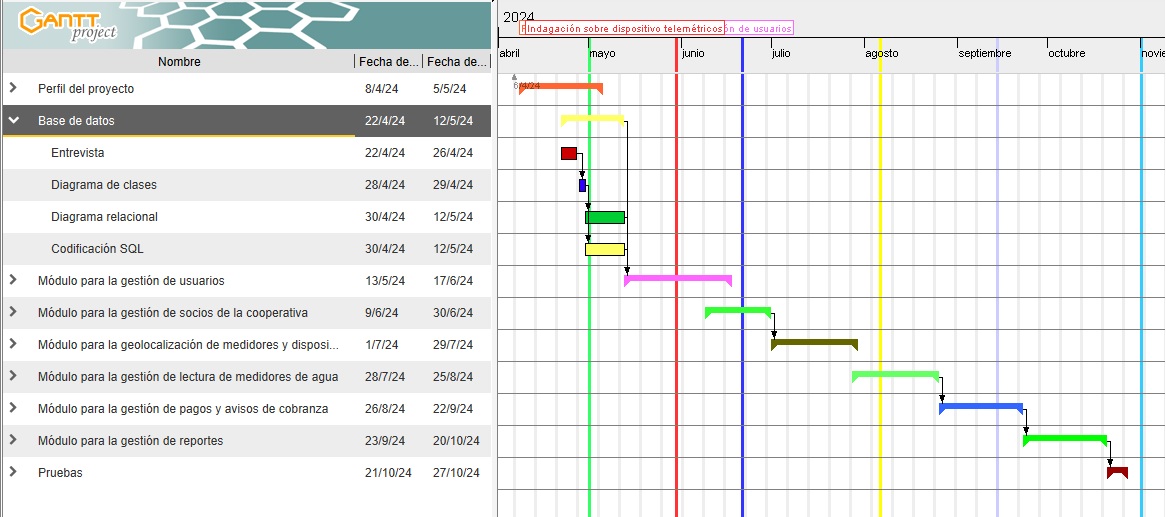 GANTT
project
2024
Indagación sobre dispositivo telemétricos
ón de usuarios
Nombre
Fecha de...
Fecha de...
abril
mayo
junio
julio
agosto
septiembre
octubre
novie
6/4/24
Perfil del proyecto 8/4/24 5/5/24
Base de datos 22/4/24 12/5/24
Entrevista 22/4/24 26/4/24
Diagrama de clases 28/4/24 29/4/24
Diagrama relacional 30/4/24 12/5/24
Codificación SQL 30/4/24 12/5/24
Módulo para la gestión de usuarios 13/5/24 17/6/24
Módulo para la gestión de socios de la cooperativa 9/6/24 30/6/24
Módulo para la geolocalización de medidores y disposi... 1/7/24 29/7/24
Módulo para la gestión de lectura de medidores de agua 28/7/24 25/8/24
Módulo para la gestión de pagos y avisos de cobranza 26/8/24 22/9/24
Módulo para la gestión de reportes 23/9/24 20/10/24
Pruebas 21/10/24 27/10/24